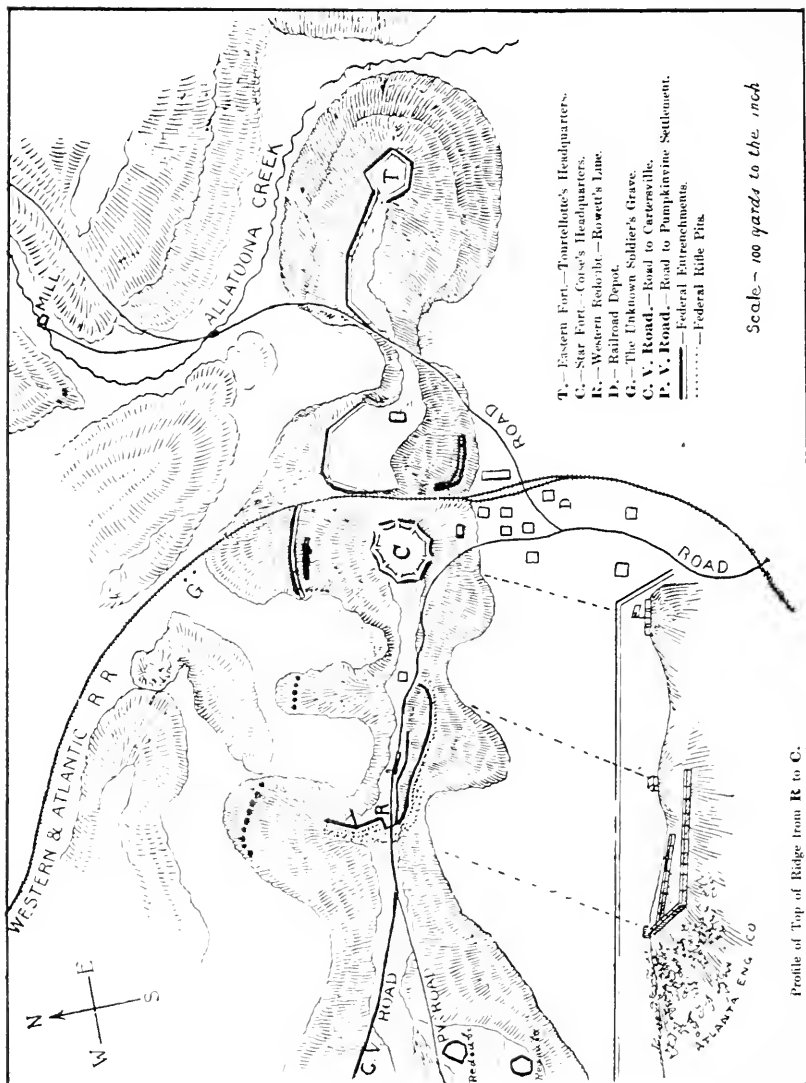 N
W E
S
WESTERN & ATLANTIC R R
MILL
ALLATOONA CREEK
T
G
C
R
D
ROAD
ROAD
C.V. ROAD
P.V. ROAD
Redoubt
T.—Eastern Fort.—Tourtellotte's Headquarters.
C.—Star Fort.—Corse's Headquarters.
R.—Western Redoubt.—Rowett's Line.
D.—Railroad Depot.
G.—The Unknown Soldier's Grave.
C. V. Road.—Road to Cartersville.
P. V. Road.—Road to Pumpkinvine Settlement.
—Federal Entrenchments.
—Federal Rifle Pits.
Scale – 100 yards to the inch
ATLANTA ENG CO
Profile of Top of Ridge from R to C.